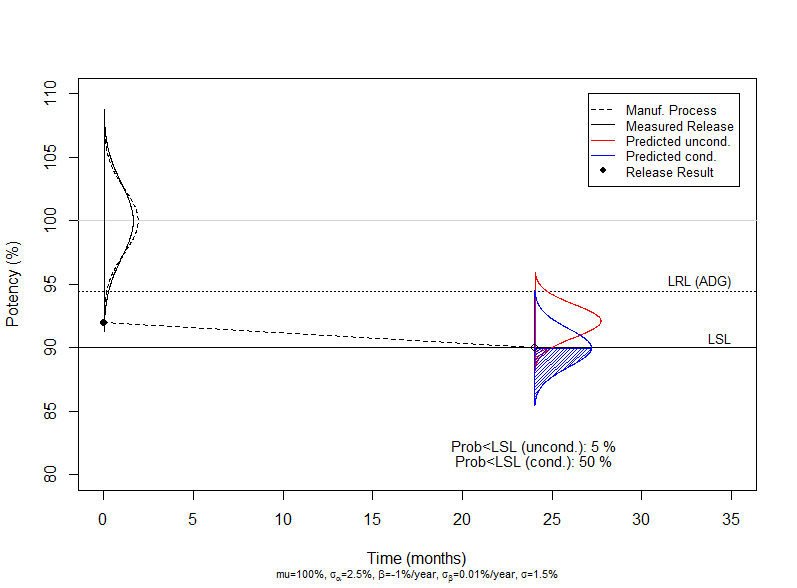 110
105
100
95
90
85
80
Potency (%)
Manuf. Process
Measured Release
Predicted uncond.
Predicted cond.
Release Result
LRL (ADG)
LSL
Prob<LSL (uncond.): 5 %
Prob<LSL (cond.): 50 %
0 5 10 15 20 25 30 35
Time (months)
mu=100%, σα=2.5%, β=-1%/year, σβ=0.01%/year, σ=1.5%